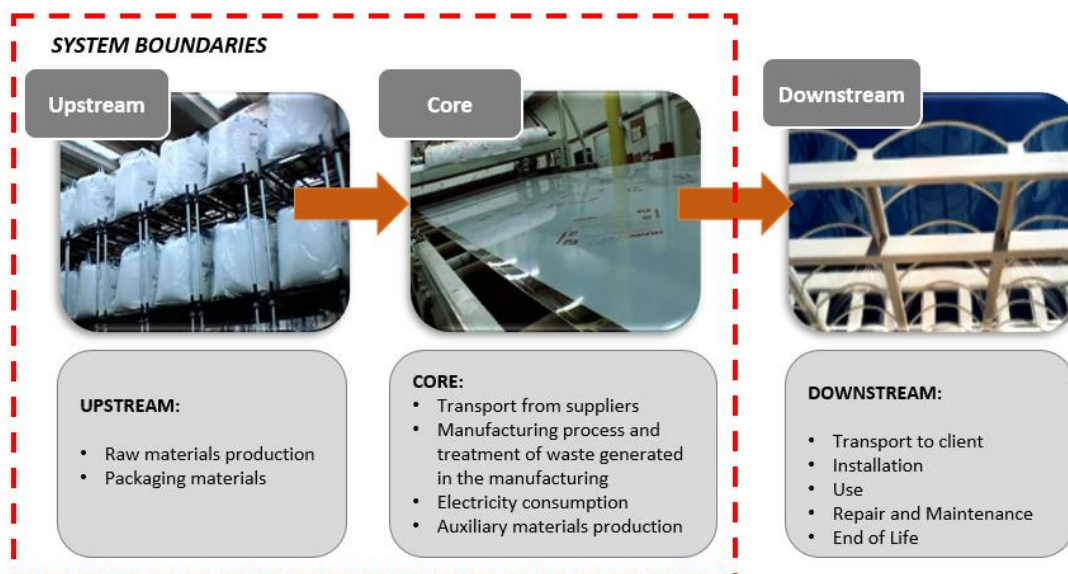 SYSTEM BOUNDARIES
Upstream
Core
Downstream
UPSTREAM:
• Raw materials production
• Packaging materials
CORE:
• Transport from suppliers
• Manufacturing process and
treatment of waste generated
in the manufacturing
• Electricity consumption
• Auxiliary materials production
DOWNSTREAM:
• Transport to client
• Installation
• Use
• Repair and Maintenance
• End of Life